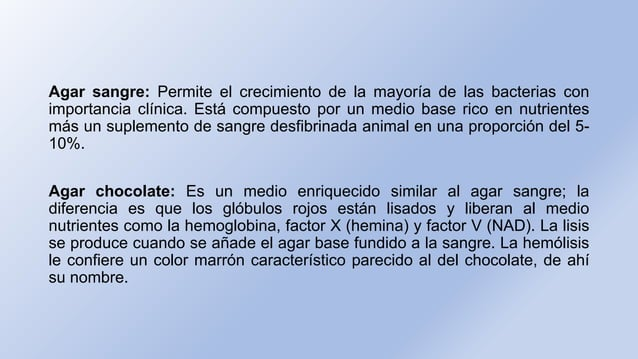 Agar sangre: Permite el crecimiento de la mayoría de las bacterias con
importancia clínica. Está compuesto por un medio base rico en nutrientes
más un suplemento de sangre desfibrinada animal en una proporción del 5-
10%.
Agar chocolate: Es un medio enriquecido similar al agar sangre; la
diferencia es que los glóbulos rojos están lisados y liberan al medio
nutrientes como la hemoglobina, factor X (hemina) y factor V (NAD). La lisis
se produce cuando se añade el agar base fundido a la sangre. La hemólisis
le confiere un color marrón característico parecido al del chocolate, de ahí
su nombre.